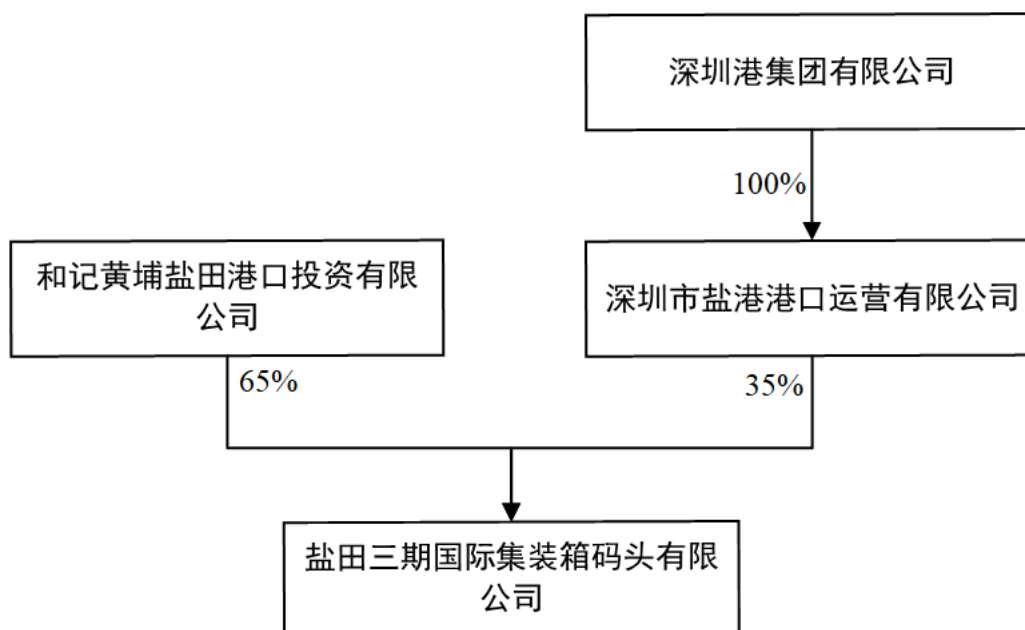 深圳港集团有限公司
100%
和记黄埔盐田港口投资有限
公司
深圳市盐港港口运营有限公司
65%
35%
盐田三期国际集装箱码头有限
公司